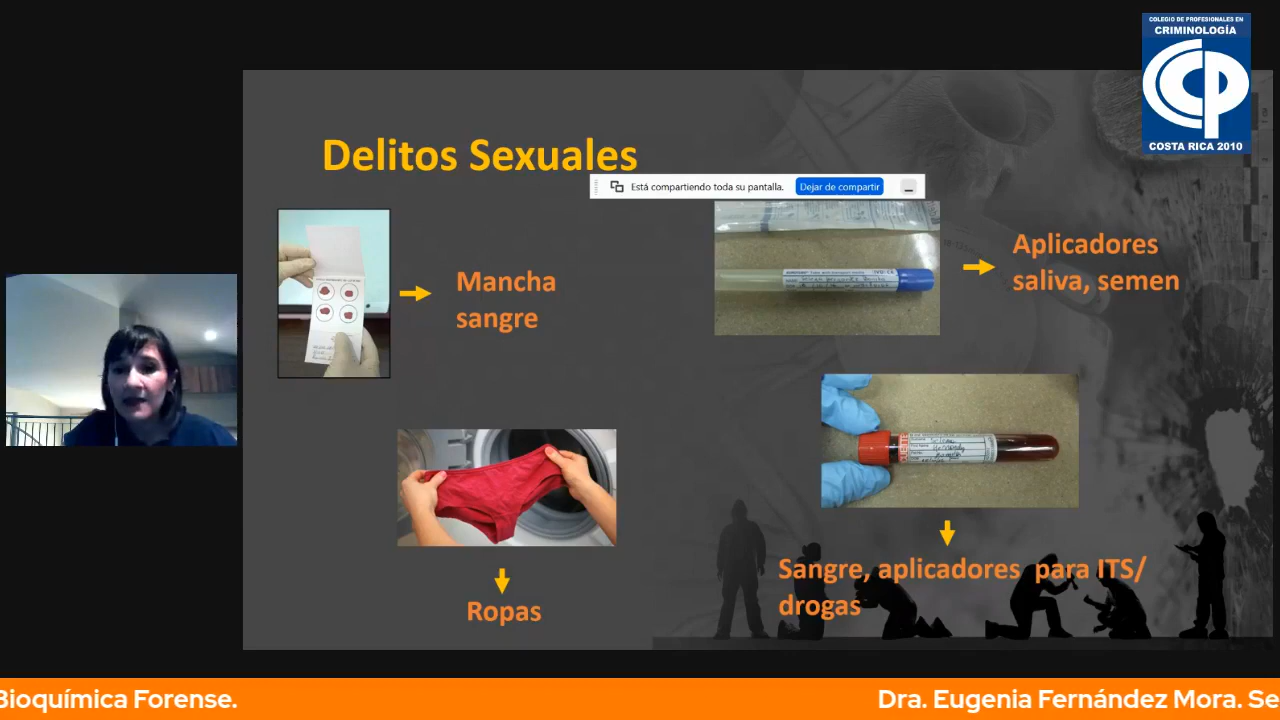 COLEGIO DE PROFESIONALES EN
CRIMINOLOGÍA
COSTA RICA 2010
Delitos Sexuales
Está compartiendo toda su pantalla.
Dejar de compartir
Mancha
sangre
Aplicadores
saliva, semen
Ropas
Sangre, aplicadores para ITS/
drogas
Bioquímica Forense.
Dra. Eugenia Fernández Mora. Se